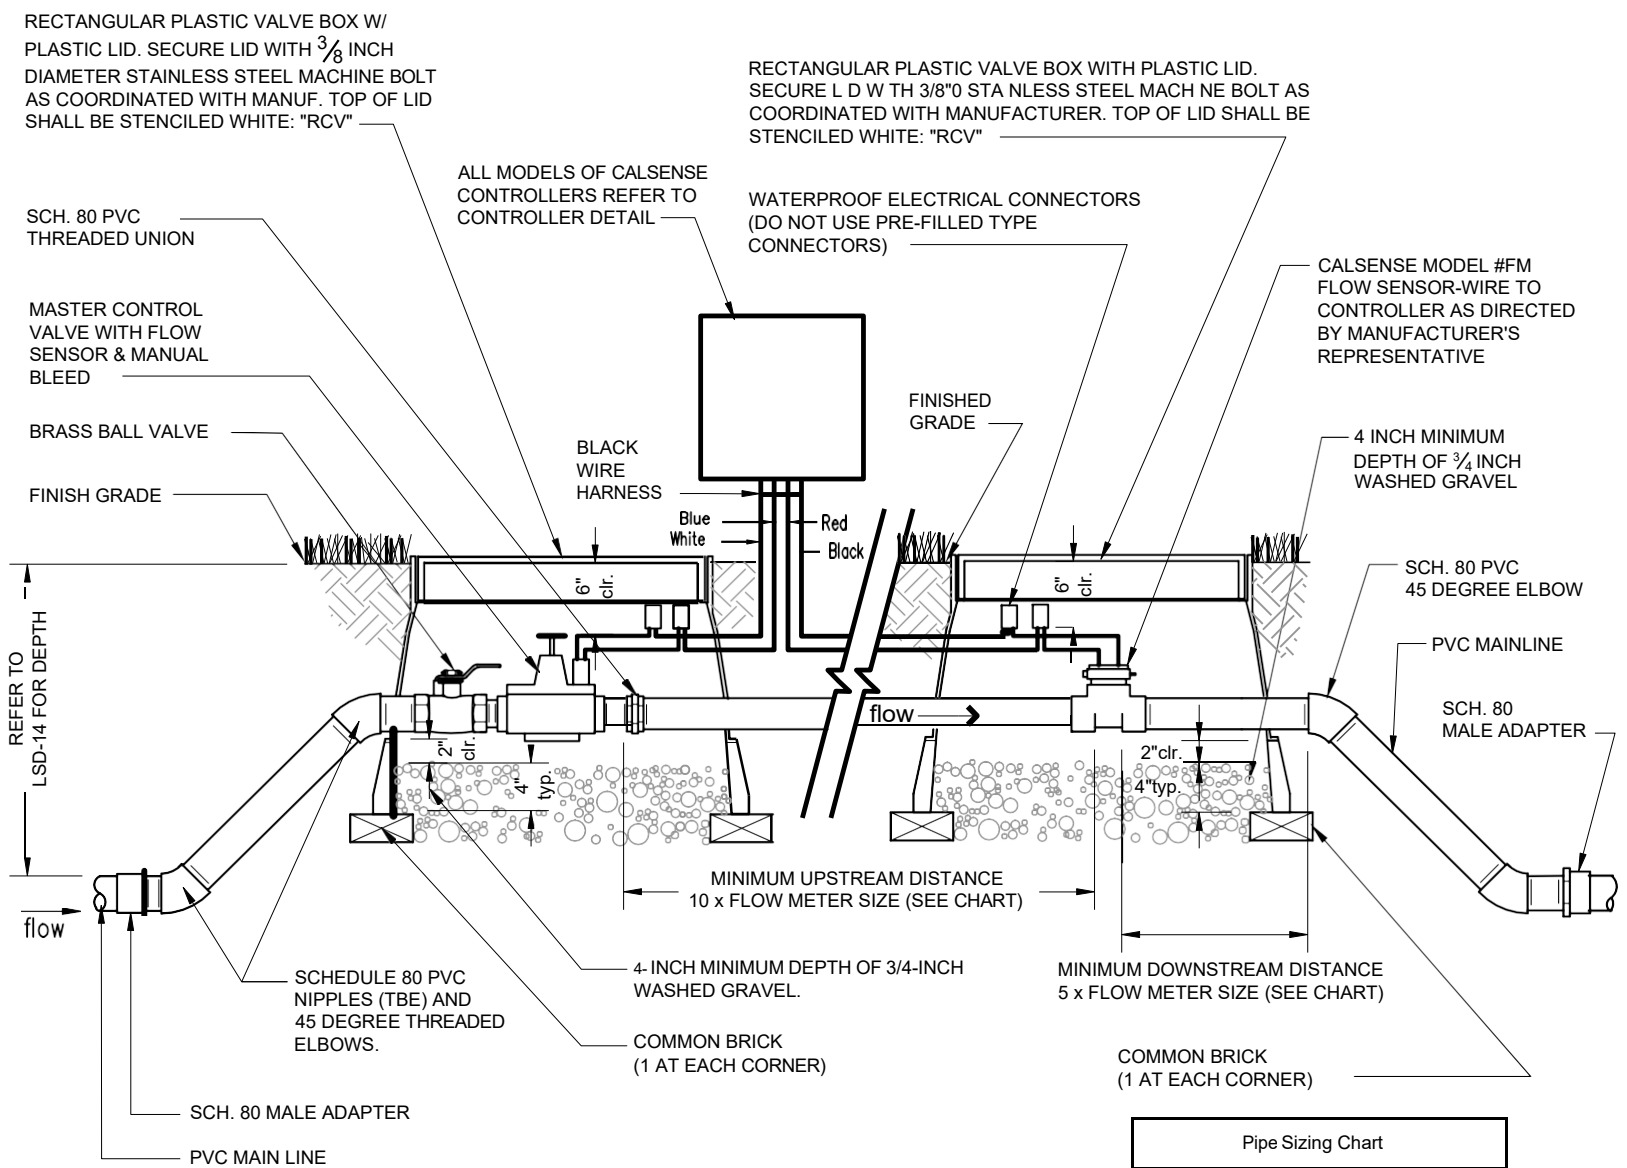 RECTANGULAR PLASTIC VALVE BOX W/
PLASTIC LID. SECURE LID WITH 3/8 INCH
DIAMETER STAINLESS STEEL MACHINE BOLT
AS COORDINATED WITH MANUF. TOP OF LID
SHALL BE STENCILED WHITE: "RCV"
RECTANGULAR PLASTIC VALVE BOX WITH PLASTIC LID.
SECURE L D W TH 3/8"0 STA NLESS STEEL MACH NE BOLT AS
COORDINATED WITH MANUFACTURER. TOP OF LID SHALL BE
STENCILED WHITE: "RCV"
ALL MODELS OF CALSENSE
CONTROLLERS REFER TO
CONTROLLER DETAIL
WATERPROOF ELECTRICAL CONNECTORS
(DO NOT USE PRE-FILLED TYPE
CONNECTORS)
SCH. 80 PVC
THREADED UNION
CALSENSE MODEL #FM
FLOW SENSOR-WIRE TO
CONTROLLER AS DIRECTED
BY MANUFACTURER'S
REPRESENTATIVE
MASTER CONTROL
VALVE WITH FLOW
SENSOR & MANUAL
BLEED
BRASS BALL VALVE
FINISH GRADE
BLACK
WIRE
HARNESS
FINISHED
GRADE
4 INCH MINIMUM
DEPTH OF 3/4 INCH
WASHED GRAVEL
Blue
White
Red
Black
6"
clr.
6"
clr.
SCH. 80 PVC
45 DEGREE ELBOW
PVC MAINLINE
SCH. 80
MALE ADAPTER
REFER TO
LSD-14 FOR DEPTH
flow
2"
clr.
4"
typ.
2"clr.
4"typ.
flow
MINIMUM UPSTREAM DISTANCE
10 x FLOW METER SIZE (SEE CHART)
MINIMUM DOWNSTREAM DISTANCE
5 x FLOW METER SIZE (SEE CHART)
4- INCH MINIMUM DEPTH OF 3/4-INCH
WASHED GRAVEL.
SCHEDULE 80 PVC
NIPPLES (TBE) AND
45 DEGREE THREADED
ELBOWS.
COMMON BRICK
(1 AT EACH CORNER)
COMMON BRICK
(1 AT EACH CORNER)
SCH. 80 MALE ADAPTER
PVC MAIN LINE
Pipe Sizing Chart